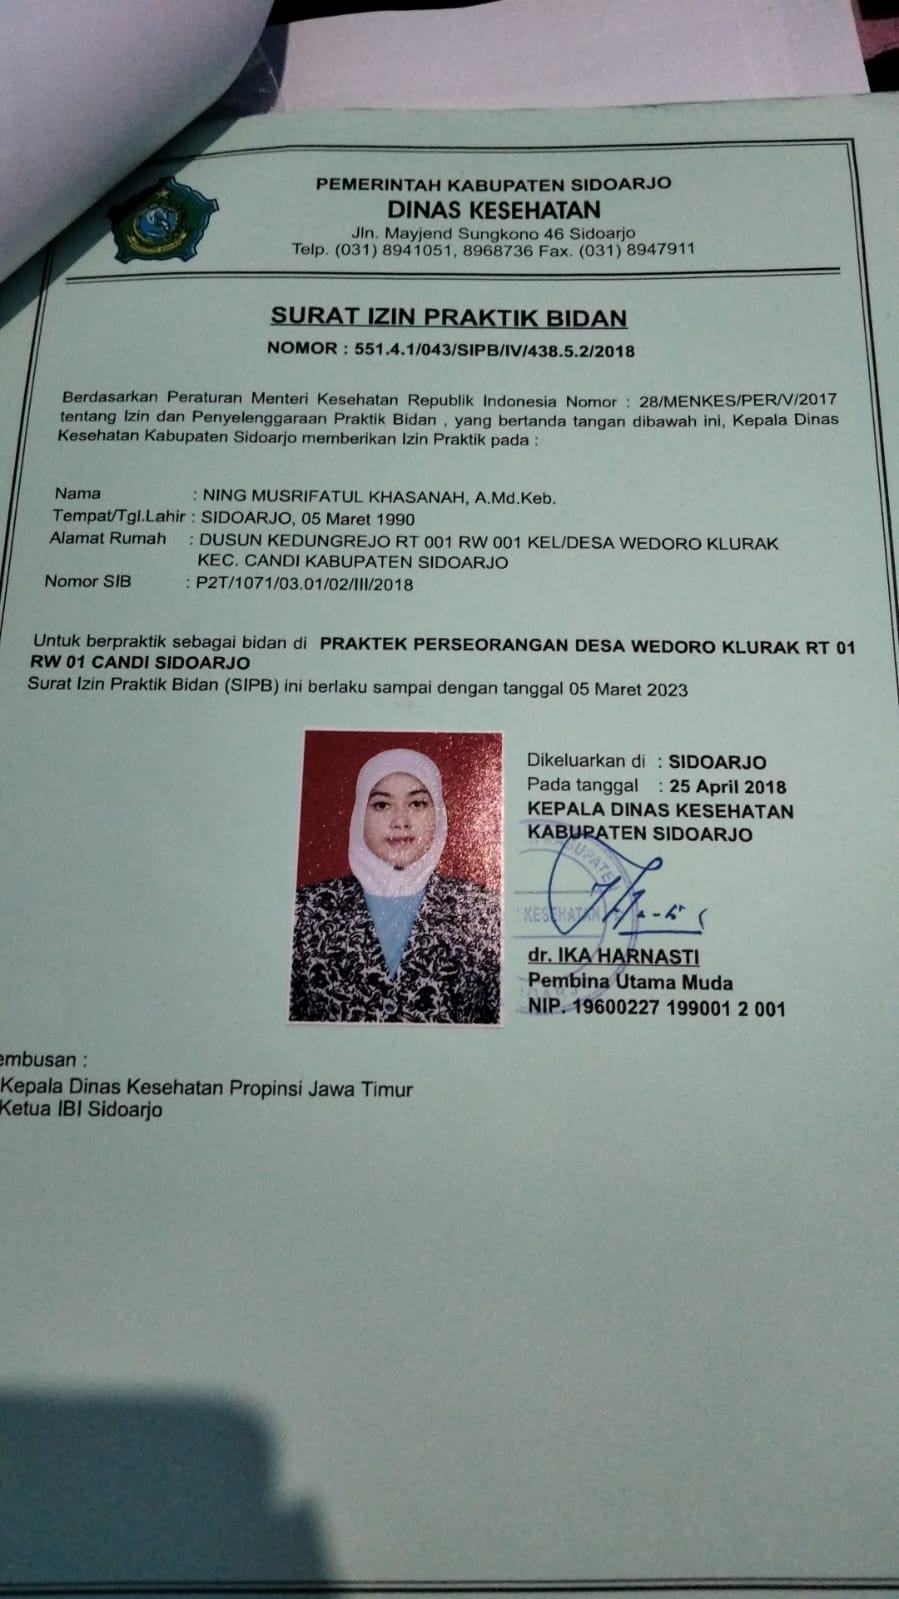 PEMERINTAH KABUPATEN SIDOARJO
DINAS KESEHATAN
Jln. Mayjend Sungkono 46 Sidoarjo
Telp. (031) 8941051, 8968736 Fax. (031) 8947911
SURAT IZIN PRAKTIK BIDAN
NOMOR : 551.4.1/043/SIPB/IV/438.5.2/2018
Berdasarkan Peraturan Menteri Kesehatan Republik Indonesia Nomor : 28/MENKES/PER/V/2017
tentang Izin dan Penyelenggaraan Praktik Bidan , yang bertanda tangan dibawah ini, Kepala Dinas
Kesehatan Kabupaten Sidoarjo memberikan Izin Praktik pada :
Nama : NING MUSRIFATUL KHASANAH, A.Md.Keb.
Tempat/Tgl.Lahir : SIDOARJO, 05 Maret 1990
Alamat Rumah : DUSUN KEDUNGREJO RT 001 RW 001 KEL/DESA WEDORO KLURAK
KEC. CANDI KABUPATEN SIDOARJO
Nomor SIB : P2T/1071/03.01/02/III/2018
Untuk berpraktik sebagai bidan di PRAKTEK PERSEORANGAN DESA WEDORO KLURAK RT 01
RW 01 CANDI SIDOARJO
Surat Izin Praktik Bidan (SIPB) ini berlaku sampai dengan tanggal 05 Maret 2023
Dikeluarkan di : SIDOARJO
Pada tanggal : 25 April 2018
KEPALA DINAS KESEHATAN
KABUPATEN SIDOARJO
KABUPATEN
KESEHATAN
dr. IKA HARNASTI
Pembina Utama Muda
NIP. 19600227 199001 2 001
embusan :
Kepala Dinas Kesehatan Propinsi Jawa Timur
Ketua IBI Sidoarjo